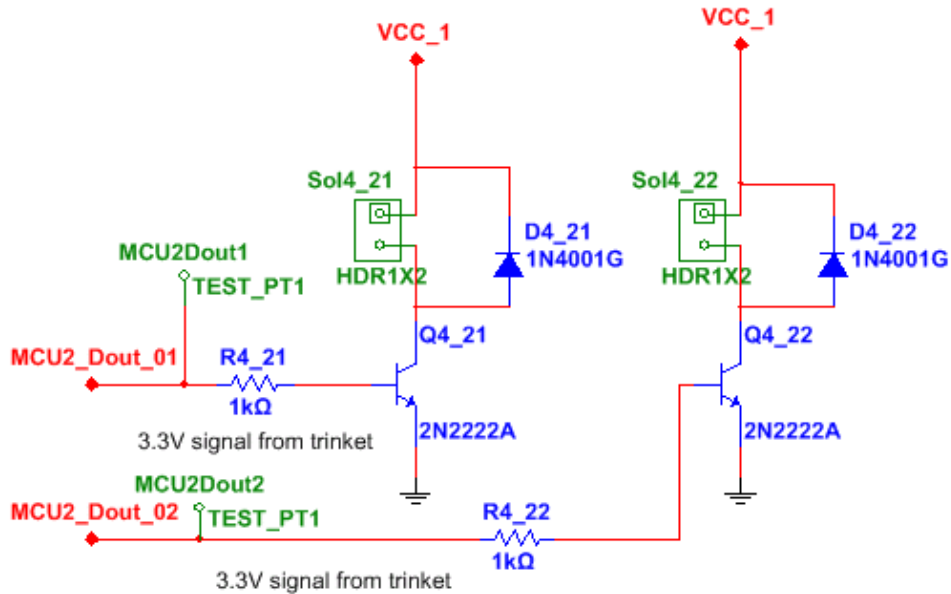 VCC_1
VCC_1
Sol4_21
Sol4_22
D4_21
1N4001G
D4_22
1N4001G
MCU2Dout1
TEST_PT1
HDR1X2
HDR1X2
Q4_21
Q4_22
MCU2_Dout_01
R4_21
1kΩ
2N2222A
2N2222A
3.3V signal from trinket
MCU2Dout2
TEST_PT1
MCU2_Dout_02
R4_22
1kΩ
3.3V signal from trinket